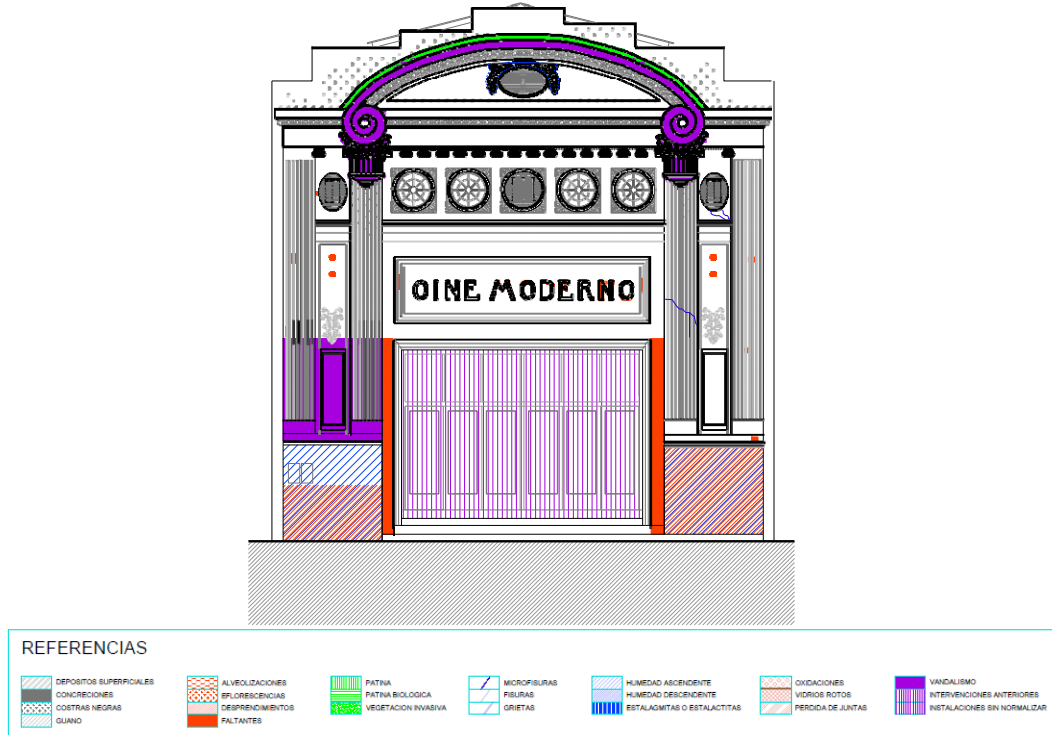 OINE MODERNO
REFERENCIAS
DEPOSITOS SUPERFICIALES
CONCRECIONES
COSTRAS NEGRAS
GUANO
ALVEOLIZACIONES
EFLORESCENCIAS
DESPRENDIMIENTOS
FALTANTES
PATINA
PATINA BIOLOGICA
VEGETACION INVASIVA
MICROFISURAS
FISURAS
GRIETAS
HUMEDAD ASCENDENTE
HUMEDAD DESCENDENTE
ESTALAGMITAS O ESTALACTITAS
OXIDACIONES
VIDRIOS ROTOS
PERDIDA DE JUNTAS
VANDALISMO
INTERVENCIONES ANTERIORES
INSTALACIONES SIN NORMALIZAR